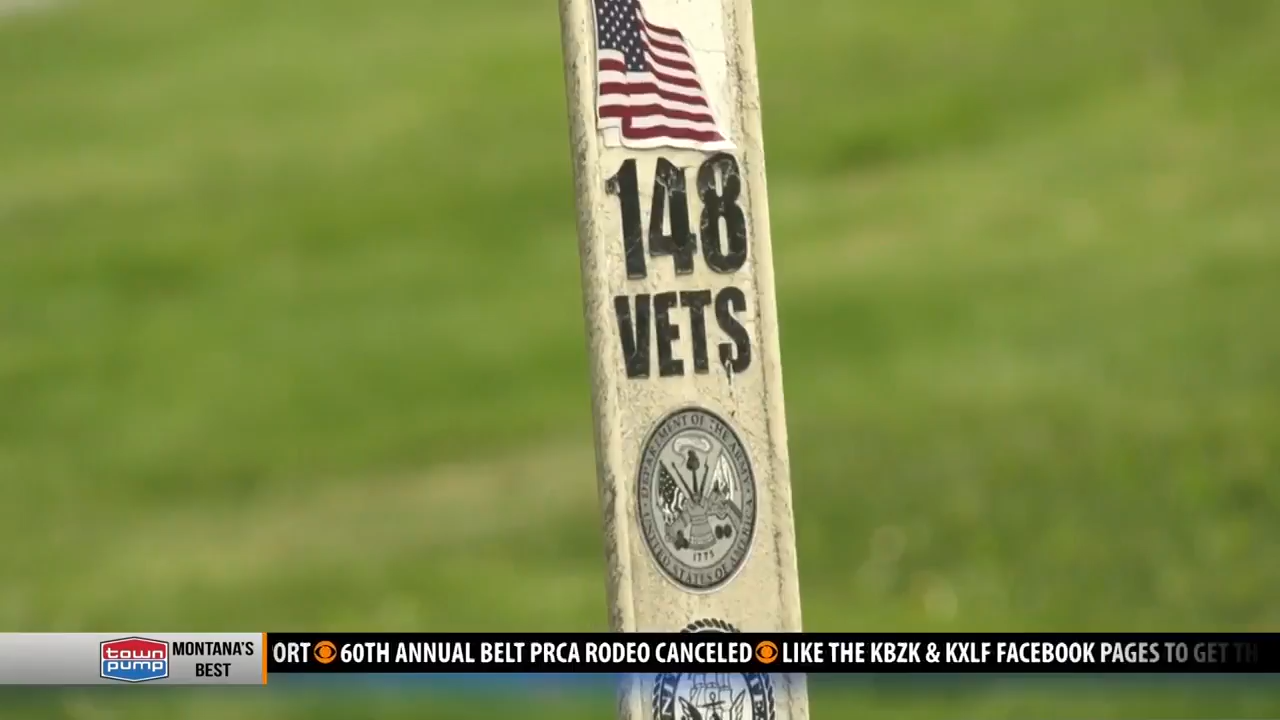 148
VETS
DEPARTMENT OF THE ARMY
UNITED STATES OF AMERICA
1775
town
pump
MONTANA'S
BEST
ORT 60TH ANNUAL BELT PRCA RODEO CANCELED LIKE THE KBZK & KXLF FACEBOOK PAGES TO GET TH